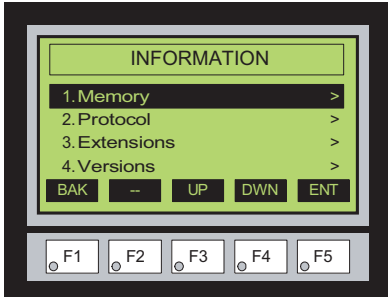 INFORMATION
1. Memory >
2. Protocol >
3. Extensions >
4. Versions >
BAK -- UP DWN ENT
F1 F2 F3 F4 F5